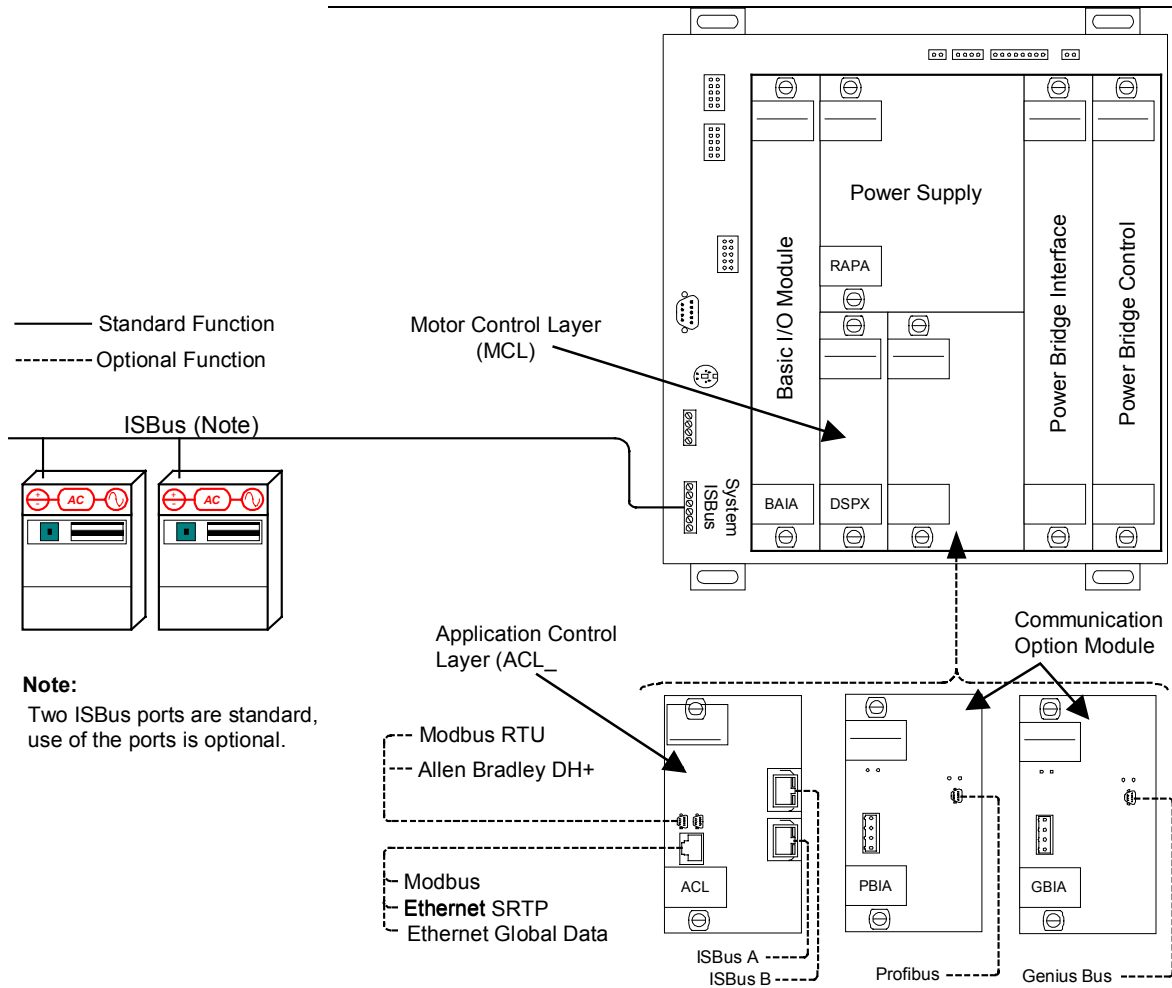 Power Supply
Basic I/O Module
Power Bridge Interface
Power Bridge Control
RAPA
Standard Function
Optional Function
Motor Control Layer
(MCL)
ISBus (Note)
AC
AC
System
ISBus
BAIA
DSPX
Note:
Two ISBus ports are standard,
use of the ports is optional.
Application Control
Layer (ACL_
Communication
Option Module
Modbus RTU
Allen Bradley DH+
Modbus
Ethernet SRTP
Ethernet Global Data
ACL
PBIA
GBIA
ISBus A
ISBus B
Profibus
Genius Bus